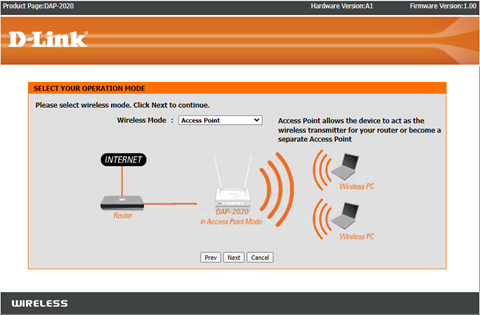 Product Page:DAP-2020 Hardware Version:A1 Firmware Version:1.00
D-Link
SELECT YOUR OPERATION MODE
Please select wireless mode. Click Next to continue.
Wireless Mode : Access Point
Access Point allows the device to act as the
wireless transmitter for your router or become a
separate Access Point
INTERNET
Router
DAP-2020
in Access Point Mode
Wireless PC
Wireless PC
Prev Next Cancel
WIRELESS